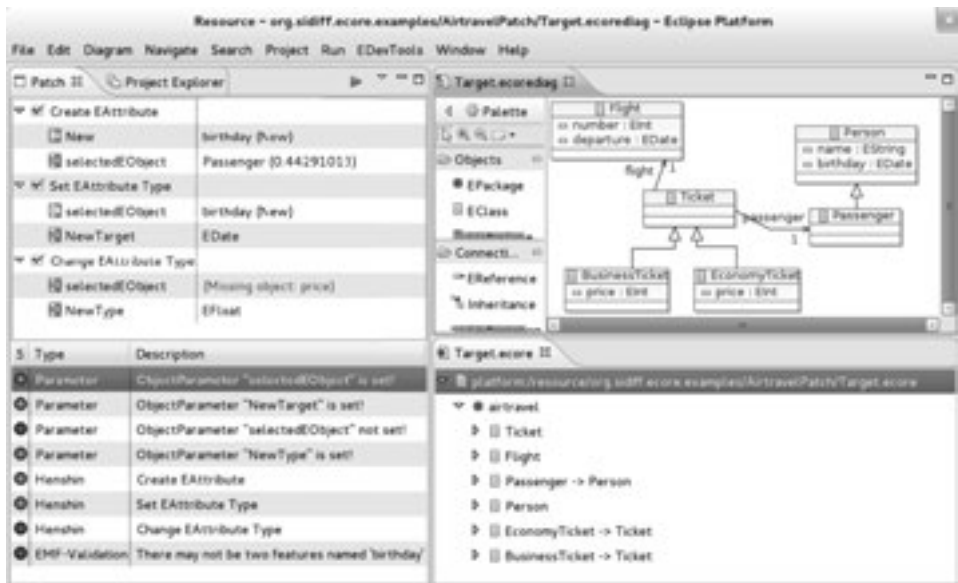 Resource - org.sidiff.ecore.examples/AirtravelPatch/Target.ecorediag - Eclipse Platform
File Edit Diagram Navigate Search Project Run EDevTools Window Help
Patch Project Explorer
Create EAttribute
New birthday (New)
selectedEObject Passenger (0.44291013)
Set EAttribute Type
selectedEObject birthday (New)
NewTarget EDate
Change EAttribute Type
selectedEObject (Missing object: price)
NewType EFloat
Target.ecorediag
Palette
Objects
EPackage
EClass
Connecti...
EReference
Inheritance
Flight
number : EInt
departure : EDate
flight 1
Person
name : EString
birthday : EDate
Ticket
passenger
1
Passenger
BusinessTicket
price : EInt
EconomyTicket
price : EInt
S Type Description
Parameter ObjectParameter "selectedEObject" is set!
Parameter ObjectParameter "NewTarget" is set!
Parameter ObjectParameter "selectedEObject" not set!
Parameter ObjectParameter "NewType" is set!
Henshin Create EAttribute
Henshin Set EAttribute Type
Henshin Change EAttribute Type
EMF-Validation There may not be two features named 'birthday'
Target.ecore
platform:/resource/org.sidiff.ecore.examples/AirtravelPatch/Target.ecore
airtravel
Ticket
Flight
Passenger -> Person
Person
EconomyTicket -> Ticket
BusinessTicket -> Ticket